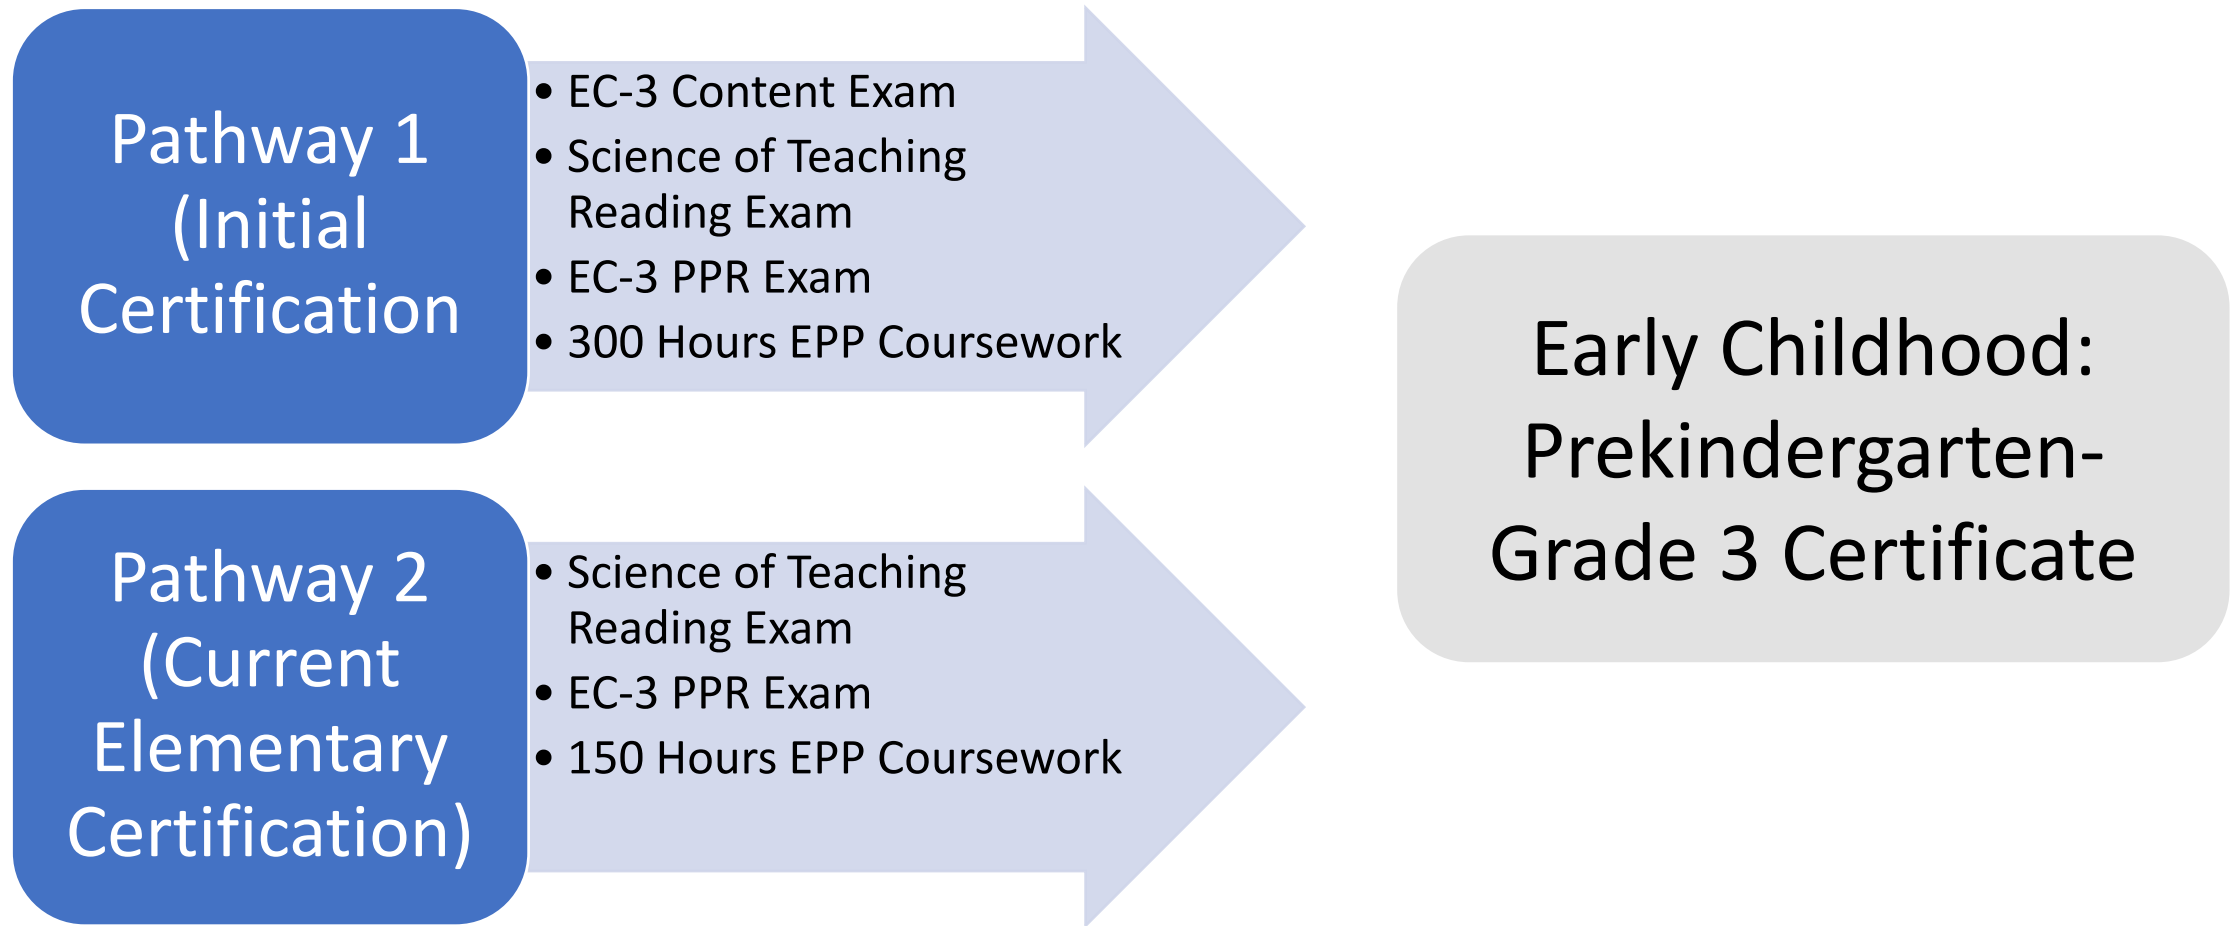 Pathway 1
(Initial
Certification
• EC-3 Content Exam
• Science of Teaching
Reading Exam
• EC-3 PPR Exam
• 300 Hours EPP Coursework
Pathway 2
(Current
Elementary
Certification)
• Science of Teaching
Reading Exam
• EC-3 PPR Exam
• 150 Hours EPP Coursework
Early Childhood:
Prekindergarten-
Grade 3 Certificate